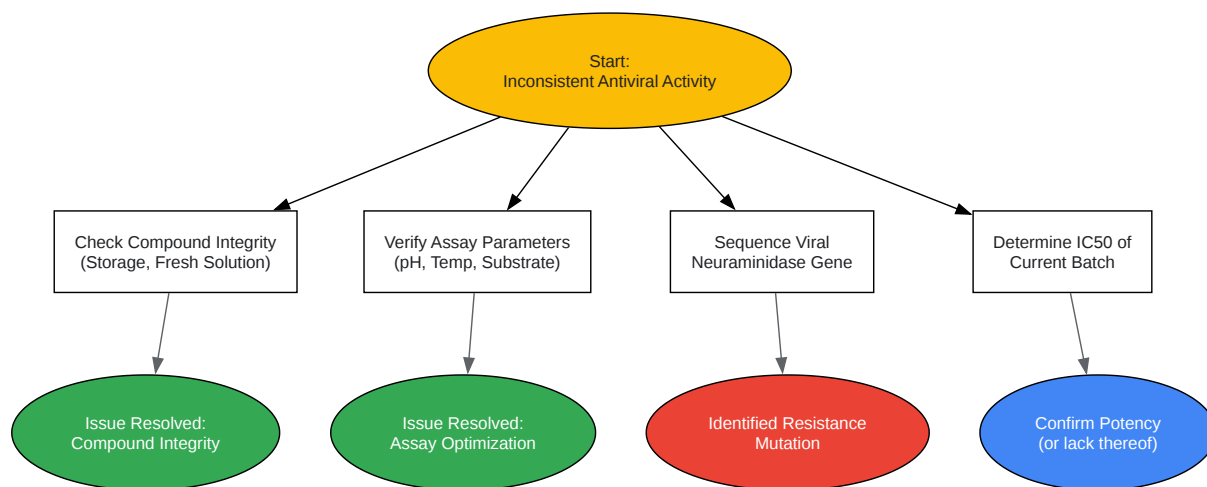 Start:
Inconsistent Antiviral Activity
Check Compound Integrity
(Storage, Fresh Solution)
Verify Assay Parameters
(pH, Temp, Substrate)
Sequence Viral
Neuraminidase Gene
Determine IC50 of
Current Batch
Issue Resolved:
Compound Integrity
Issue Resolved:
Assay Optimization
Identified Resistance
Mutation
Confirm Potency
(or lack thereof)